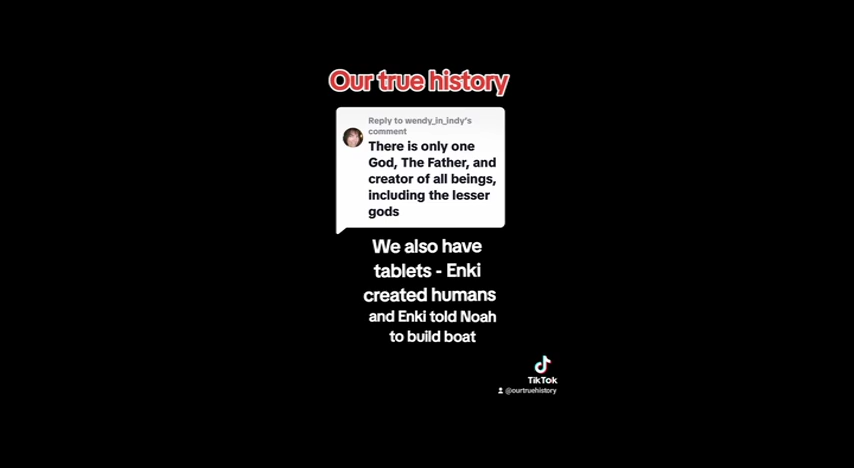 Our true history
Reply to wendy_in_indy's
comment
There is only one
God, The Father, and
creator of all beings,
including the lesser
gods
We also have
tablets - Enki
created humans
and Enki told Noah
to build boat
TikTok
@ourtruehistory